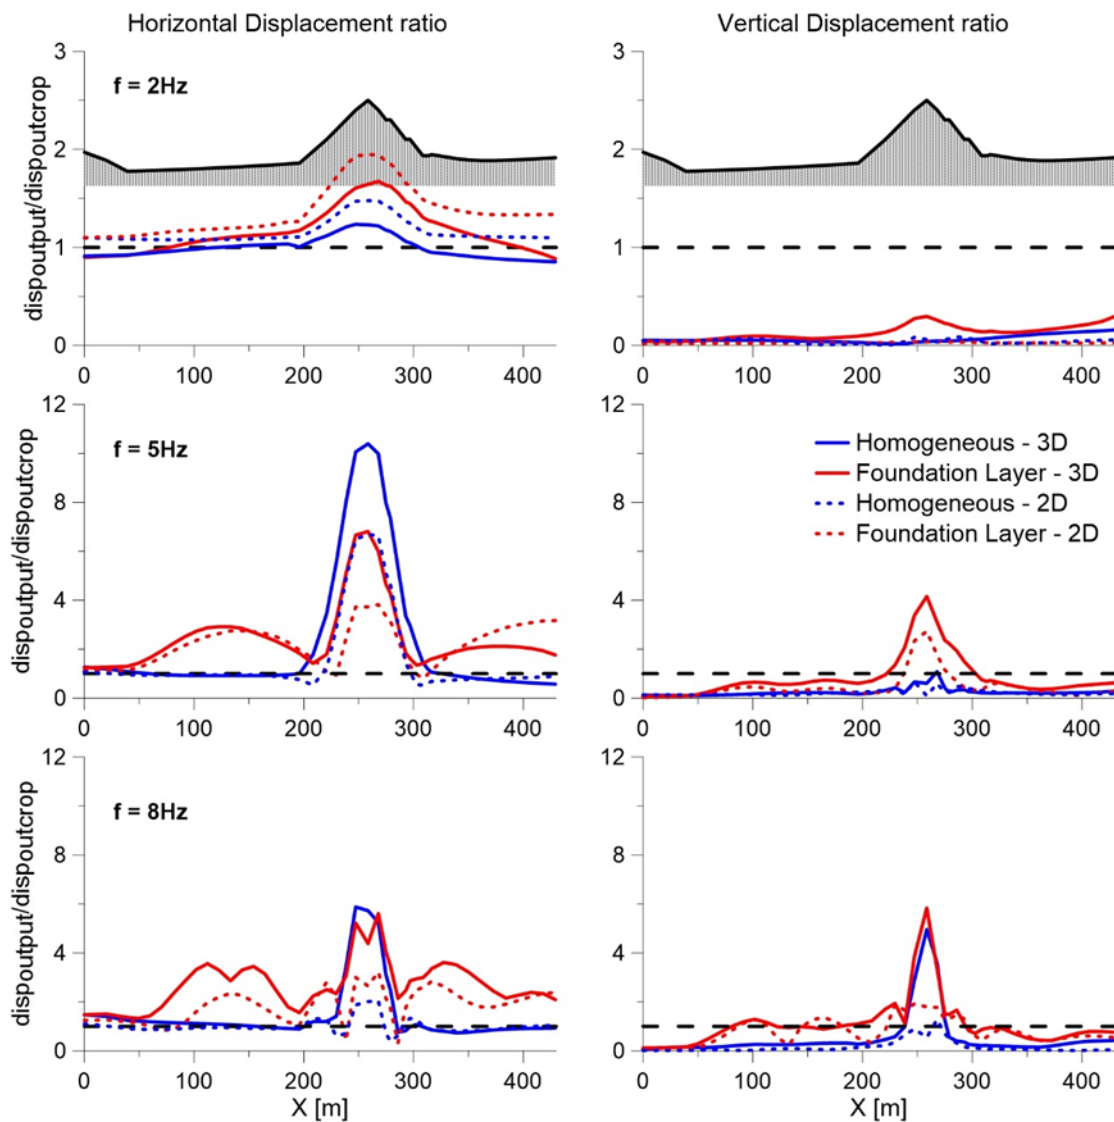 Horizontal Displacement ratio
Vertical Displacement ratio
dispoutput/dispoutcrop
f = 2Hz
3
2
1
0
0 100 200 300 400
3
2
1
0
0 100 200 300 400
dispoutput/dispoutcrop
f = 5Hz
12
8
4
0
0 100 200 300 400
12
8
4
0
Homogeneous - 3D
Foundation Layer - 3D
Homogeneous - 2D
Foundation Layer - 2D
0 100 200 300 400
dispoutput/dispoutcrop
f = 8Hz
12
8
4
0
0 100 200 300 400
X [m]
12
8
4
0
0 100 200 300 400
X [m]